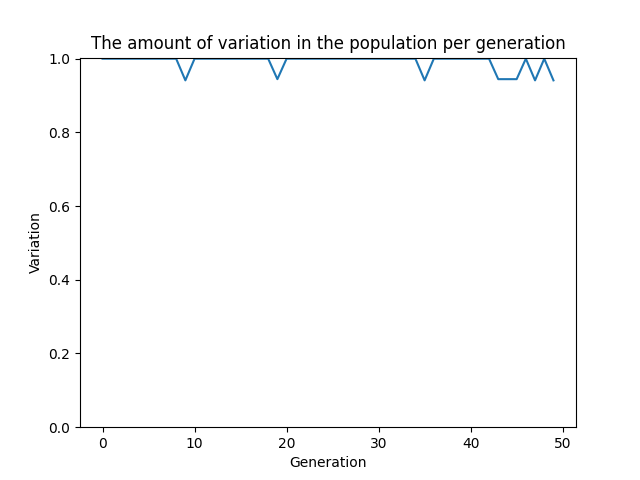 The amount of variation in the population per generation
1.0
0.8
0.6
0.4
0.2
0.0
Variation
0 10 20 30 40 50
Generation